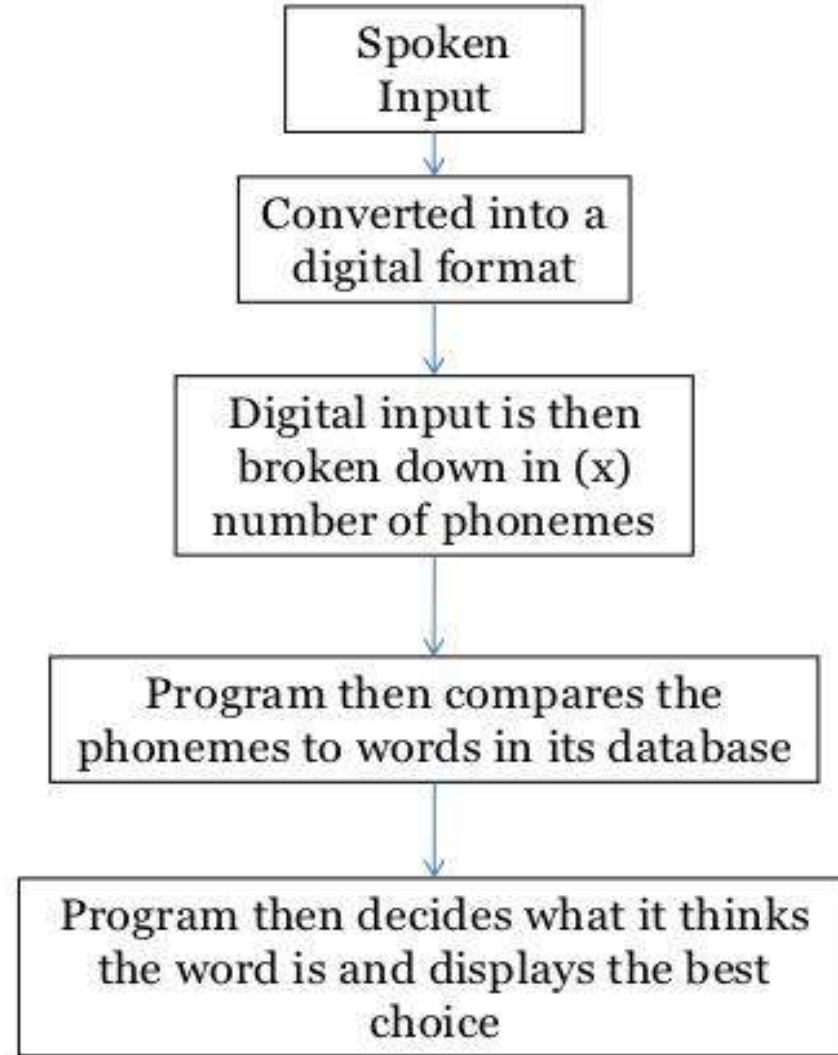 Spoken
Input
Converted into a
digital format
Digital input is then
broken down in (x)
number of phonemes
Program then compares the
phonemes to words in its database
Program then decides what it thinks
the word is and displays the best
choice